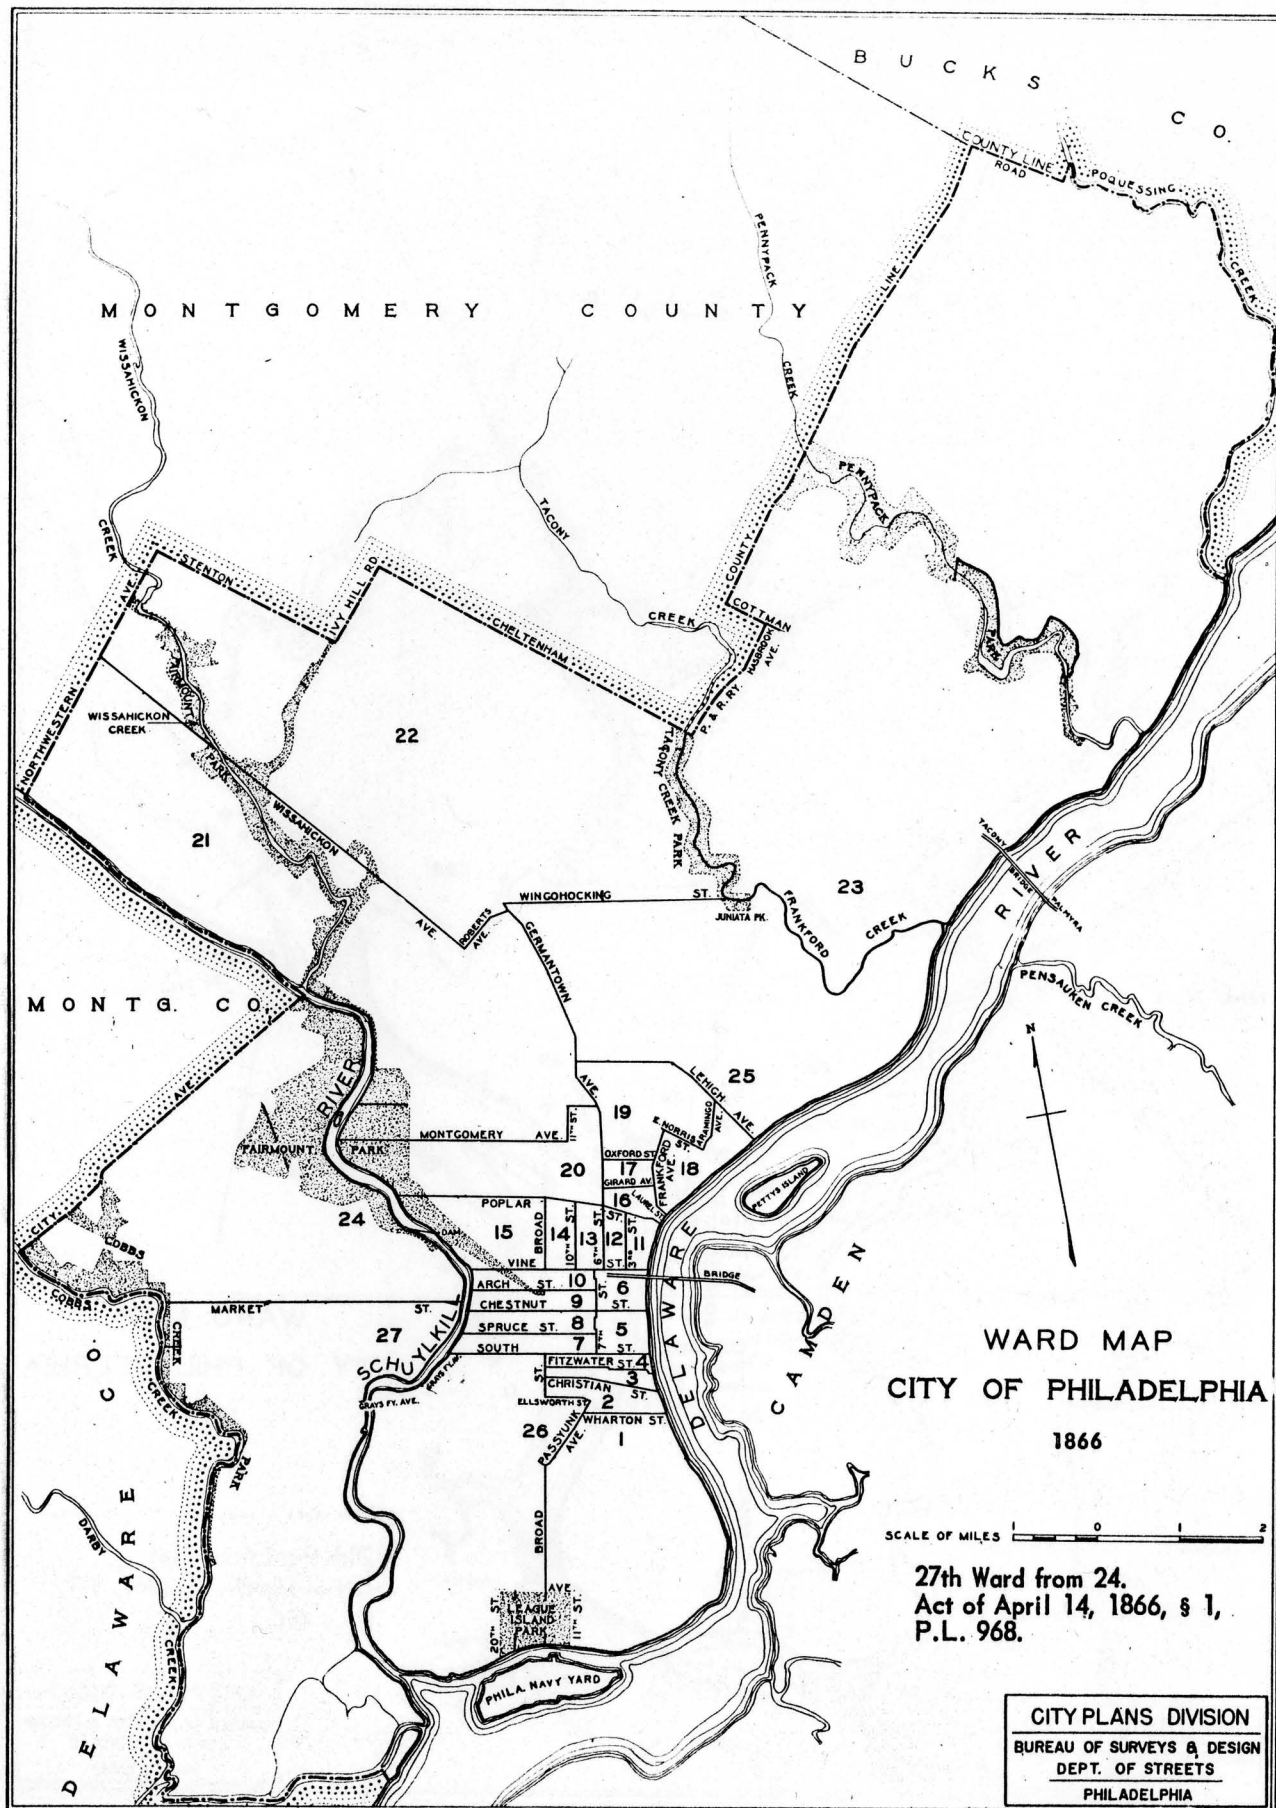 BUCKS CO.
COUNTY LINE
ROAD
POQUESSING
CREEK
PENNYPACK
CREEK
LINE
COUNTY
MONTGOMERY COUNTY
WISSAHICKON
CREEK
TACONY
CREEK
PENNYPACK
PARK
STENTON
AVE.
IVY HILL RD
CHELTENHAM
COTTMAN
HASBROOK
AVE.
P. & R. RY.
NORTHWESTERN
FAIRMOUNT
PARK
WISSAHICKON
CREEK
22
TACONY CREEK PARK
21
WISSAHICKON
AVE.
ROBERTS
AVE.
WINGOHOCKING ST.
JUNIATA PK.
23
FRANKFORD
CREEK
TACONY
BRIDGE
PALMYRA
RIVER
GERMANTOWN
AVE.
PENSAUKEN CREEK
MONTG. CO.
CITY
AVE.
RIVER
N
25
LEHIGH AVE.
19
11TH ST.
E. NORRIS
ST.
ARAMINGO
AVE.
MONTGOMERY AVE.
FAIRMOUNT PARK
OXFORD ST.
20
17
FRANKFORD
AVE.
18
GIRARD AV.
16
LAUREL ST.
PETTYS ISLAND
24
POPLAR ST.
15
BROAD
14
10TH ST.
13
6TH ST.
12
3RD ST.
11
DAM
VINE ST.
COBBS
COBBS
CREEK
CREEK
PARK
ARCH ST. 10
6
BRIDGE
MARKET ST.
CHESTNUT 9 ST.
27
SPRUCE ST. 8
7TH ST.
5
SOUTH 7 ST.
SCHUYLKILL
GRAYS FY. AVE.
FITZWATER ST. 4
3
CHRISTIAN ST.
ST.
ELLSWORTH ST.
2
WHARTON ST.
26
PASSYUNK
AVE.
1
BROAD
DELAWARE
CAMDEN
DELAWARE CO.
DARBY
CREEK
AVE
20TH ST.
LEAGUE
ISLAND
PARK
11TH ST.
PHILA. NAVY YARD
WARD MAP
CITY OF PHILADELPHIA
1866
SCALE OF MILES 1 0 1 2
27th Ward from 24.
Act of April 14, 1866, § 1,
P.L. 968.
CITY PLANS DIVISION
BUREAU OF SURVEYS & DESIGN
DEPT. OF STREETS
PHILADELPHIA